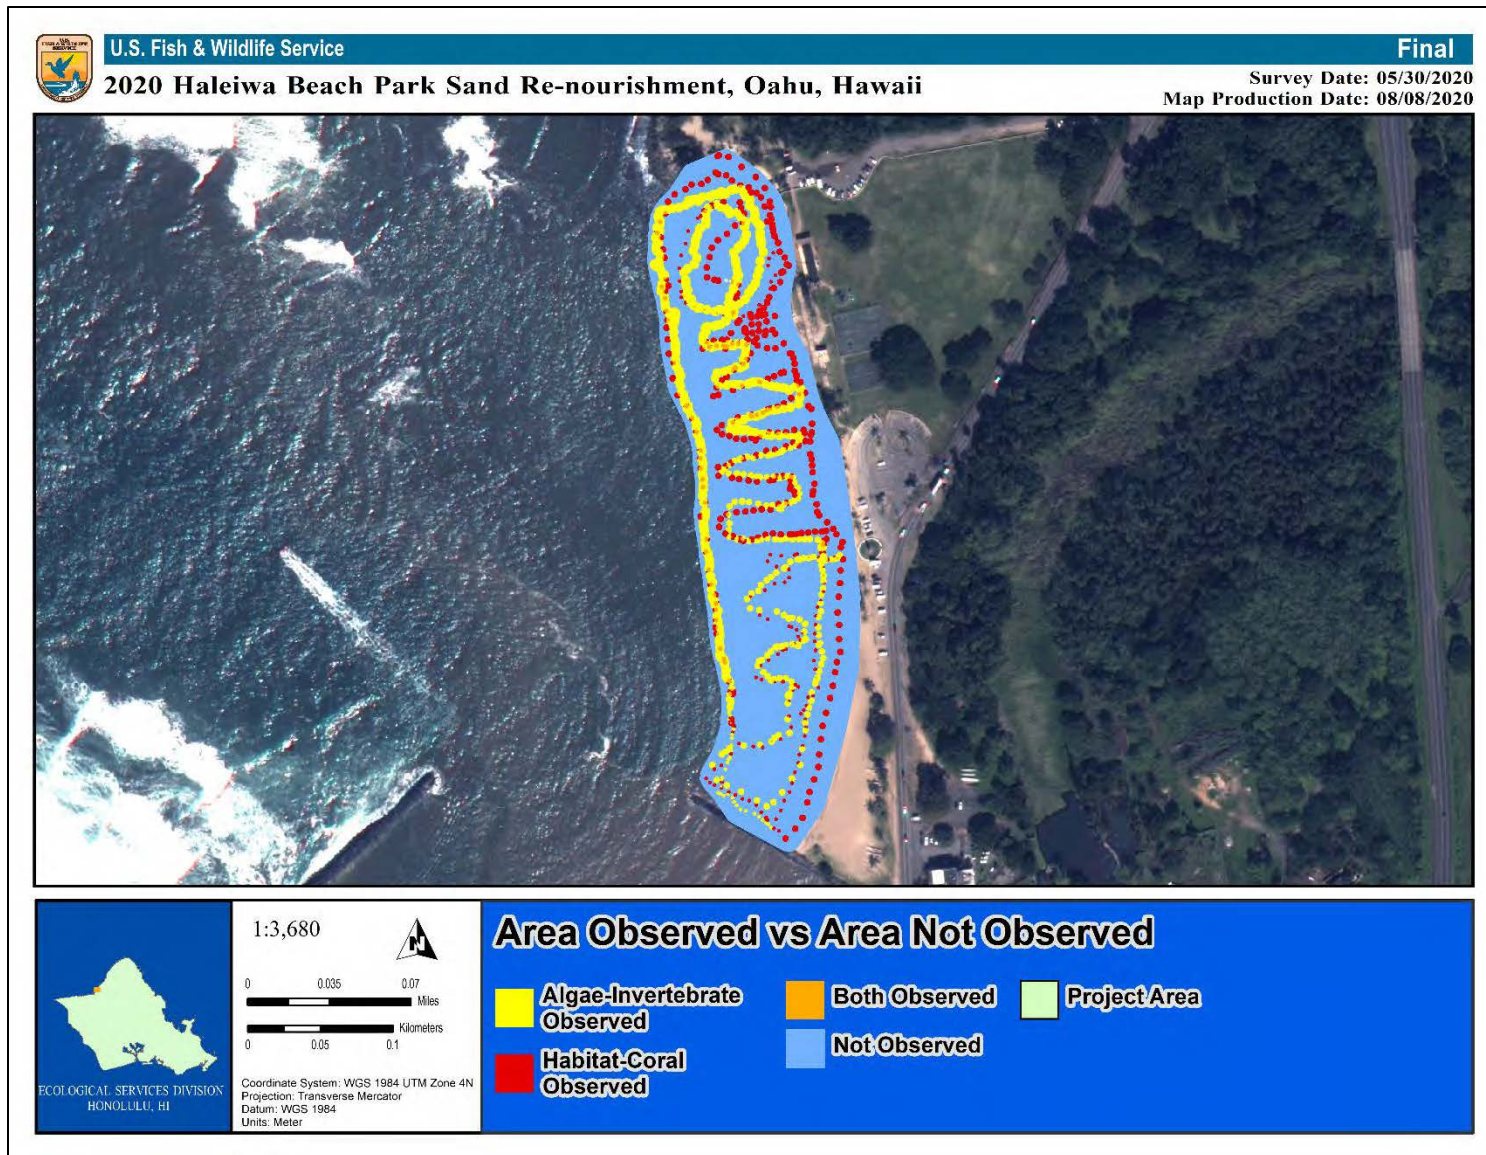 U.S. Fish & Wildlife Service
Final
2020 Haleiwa Beach Park Sand Re-nourishment, Oahu, Hawaii
Survey Date: 05/30/2020
Map Production Date: 08/08/2020
ECOLOGICAL SERVICES DIVISION
HONOLULU, HI
1:3,680
N
0 0.035 0.07
Miles
Kilometers
0 0.05 0.1
Coordinate System: WGS 1984 UTM Zone 4N
Projection: Transverse Mercator
Datum: WGS 1984
Units: Meter
Area Observed vs Area Not Observed
Algae-Invertebrate
Observed
Habitat-Coral
Observed
Both Observed
Not Observed
Project Area